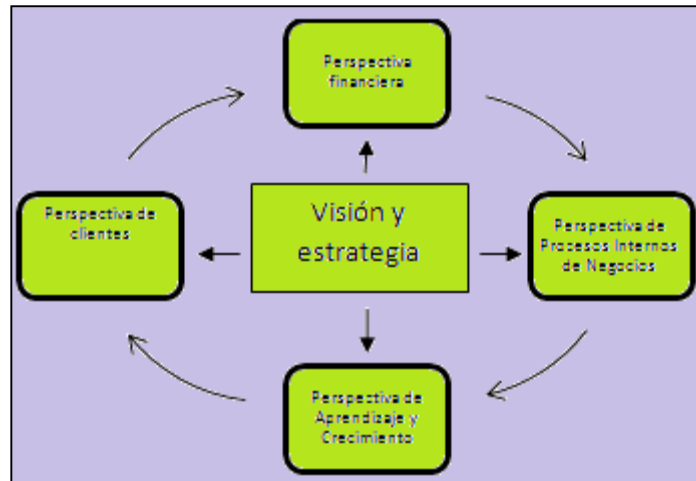 Perspectiva
financiera
Perspectiva de
clientes
Visión y
estrategia
Perspectiva de
Procesos Internos
de Negocios
Perspectiva de
Aprendizaje y
Crecimiento